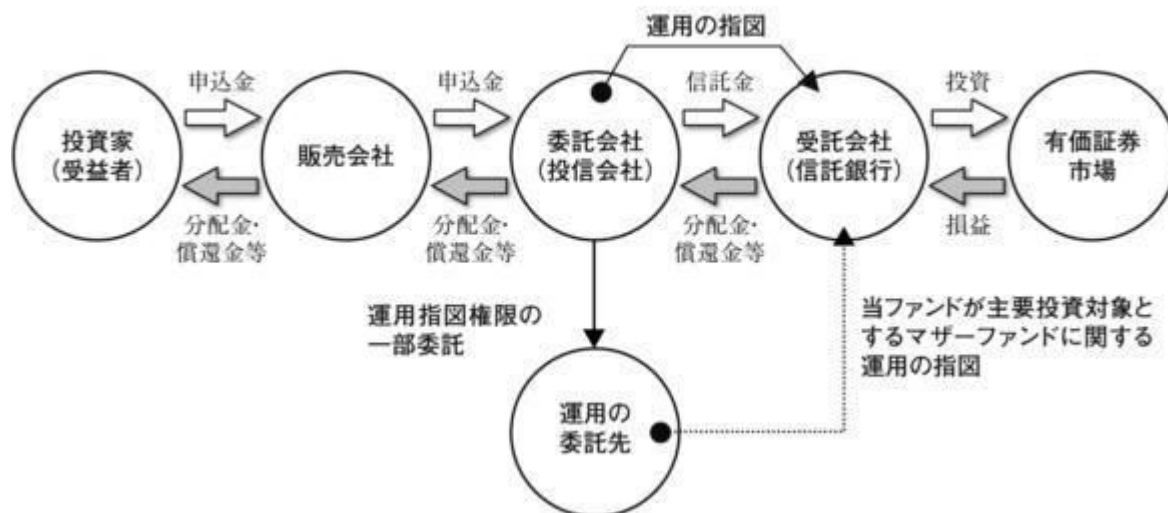 運用の指図
申込金
申込金
信託金
投資
投資家
(受益者)
販売会社
委託会社
(投信会社)
受託会社
(信託銀行)
有価証券
市場
分配金・
償還金等
分配金・
償還金等
分配金・
償還金等
損益
運用指図権限の
一部委託
当ファンドが主要投資対象と
するマザーファンドに関する
運用の指図
運用の
委託先